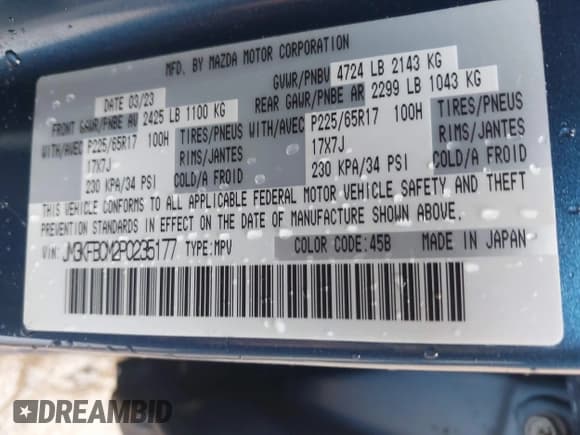 MFD. BY MAZDA MOTOR CORPORATION
DATE 03/23
GVWR/PNBV 4724 LB 2143 KG
FRONT GAWR/PNBE AV 2425 LB 1100 KG
REAR GAWR/PNBE AR 2299 LB 1043 KG
WITH/AVEC P225/65R17 100H TIRES/PNEUS
17X7J RIMS/JANTES
230 KPA/34 PSI COLD/A FROID
WITH/AVEC P225/65R17 100H TIRES/PNEUS
17X7J RIMS/JANTES
230 KPA/34 PSI COLD/A FROID
THIS VEHICLE CONFORMS TO ALL APPLICABLE FEDERAL MOTOR VEHICLE SAFETY AND THEFT
PREVENTION STANDARDS IN EFFECT ON THE DATE OF MANUFACTURE SHOWN ABOVE.
VIN: JM3KFBCM2P0235177 TYPE:MPV COLOR CODE:45B MADE IN JAPAN
DREAMBID